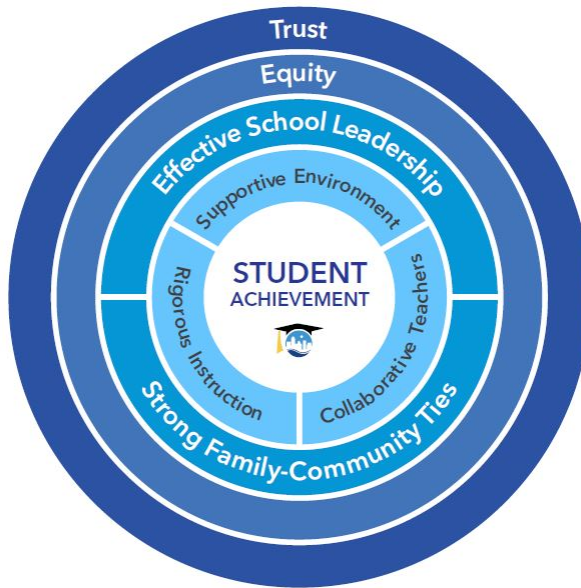 Trust
Equity
Effective School Leadership
Supportive Environment
STUDENT
ACHIEVEMENT
Rigorous Instruction
Collaborative Teachers
Strong Family-Community Ties